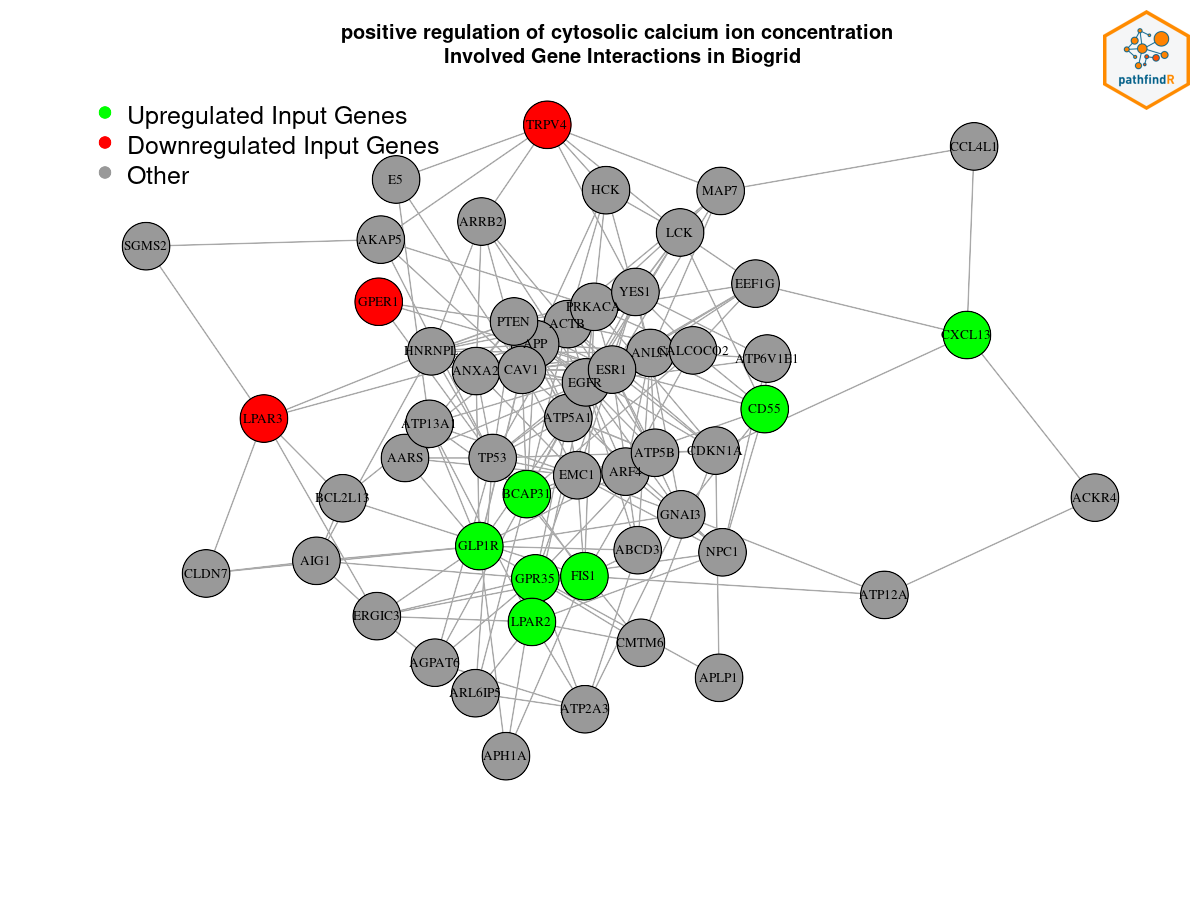 positive regulation of cytosolic calcium ion concentration
Involved Gene Interactions in Biogrid
pathfindR
Upregulated Input Genes
Downregulated Input Genes
Other
TRPV4
CCL4L1
E5
HCK
MAP7
ARRB2
LCK
AKAP5
SGMS2
EEF1G
YES1
GPER1
PRKACA
PTEN
ACTB
CXCL13
APP
HNRNPL
ANLN
CALCOCO2
ATP6V1E1
ANXA2
CAV1
ESR1
EGFR
CD55
LPAR3
ATP5A1
ATP13A1
CDKN1A
ATP5B
AARS
TP53
ARF4
EMC1
BCAP31
BCL2L13
ACKR4
GNAI3
GLP1R
ABCD3
NPC1
AIG1
CLDN7
GPR35
FIS1
ATP12A
ERGIC3
LPAR2
CMTM6
AGPAT6
APLP1
ARL6IP5
ATP2A3
APH1A